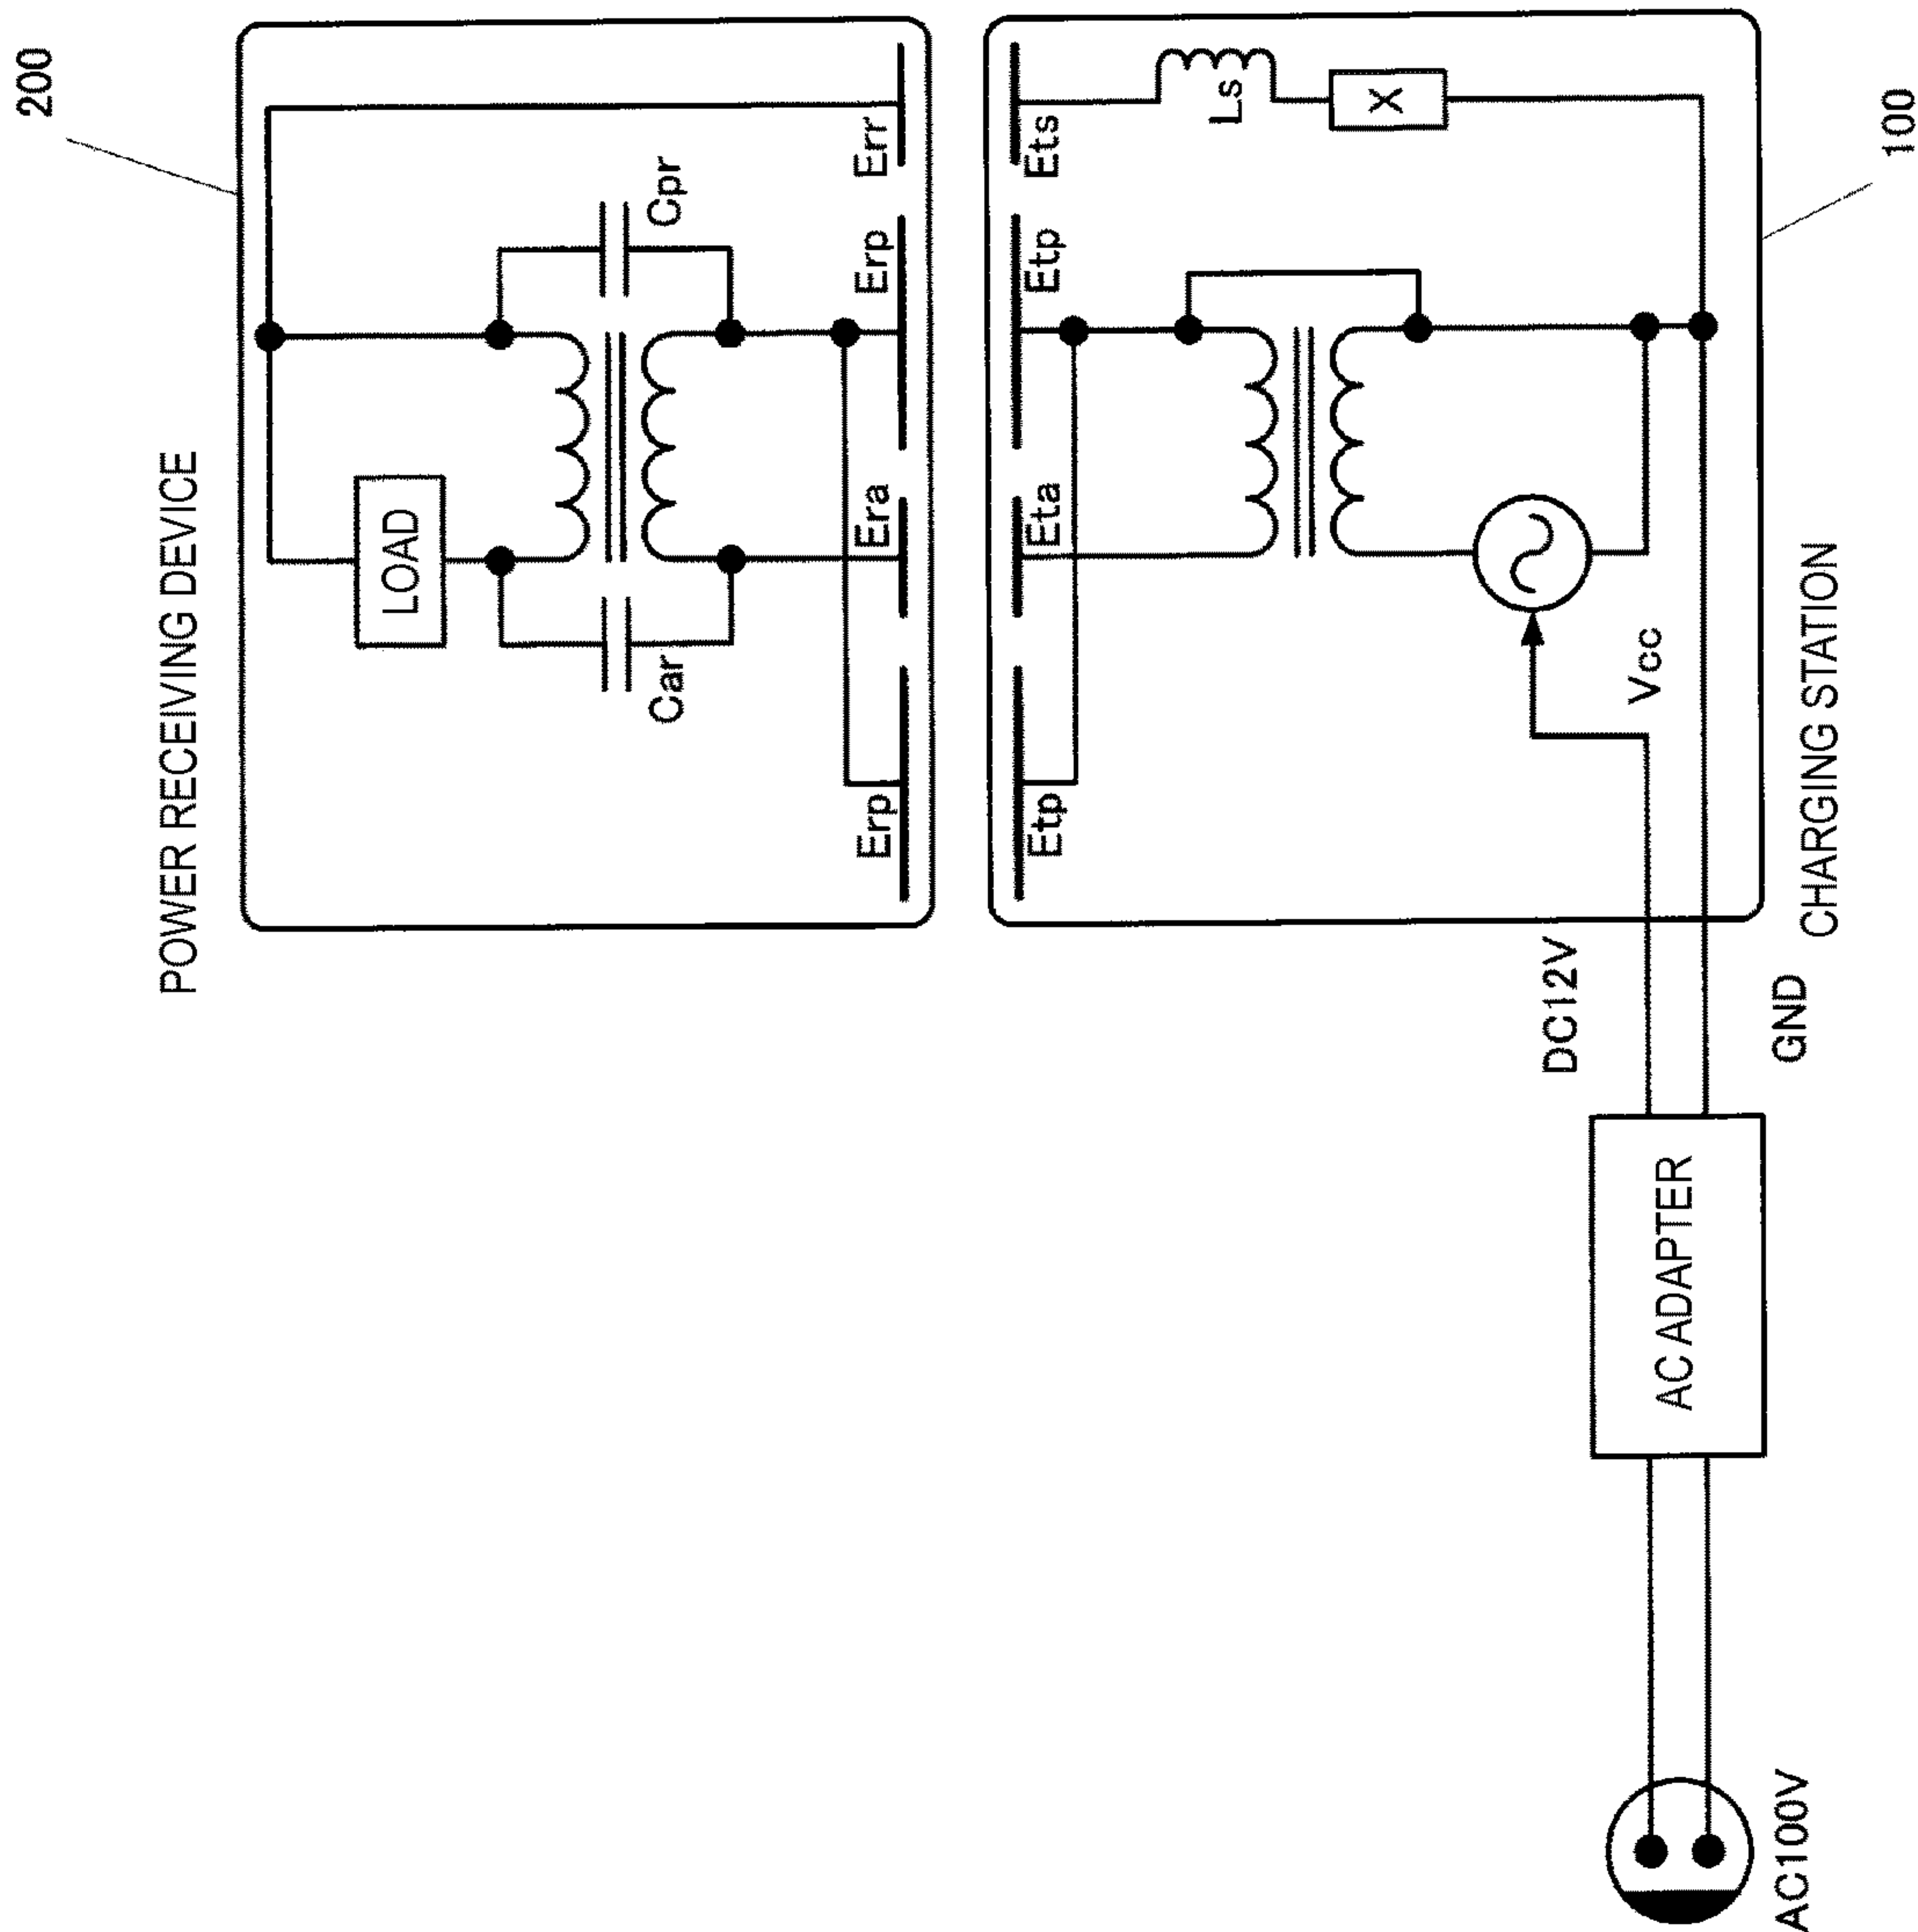 200
POWER RECEIVING DEVICE
LOAD
Cpr
Car
Err
Erp
Era
Erp
Ets
Etp
Eta
Etp
Ls
X
Vcc
100
CHARGING STATION
DC12V
GND
AC ADAPTER
AC100V